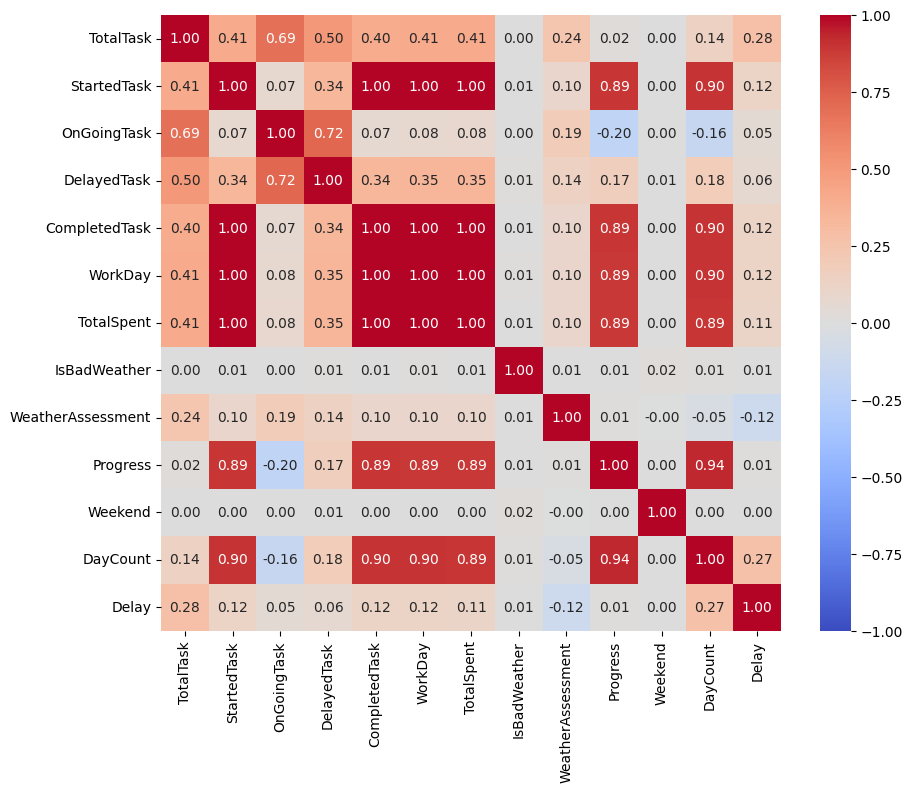 TotalTask 1.00 0.41 0.69 0.50 0.40 0.41 0.41 0.00 0.24 0.02 0.00 0.14 0.28
StartedTask 0.41 1.00 0.07 0.34 1.00 1.00 1.00 0.01 0.10 0.89 0.00 0.90 0.12
OnGoingTask 0.69 0.07 1.00 0.72 0.07 0.08 0.08 0.00 0.19 -0.20 0.00 -0.16 0.05
DelayedTask 0.50 0.34 0.72 1.00 0.34 0.35 0.35 0.01 0.14 0.17 0.01 0.18 0.06
CompletedTask 0.40 1.00 0.07 0.34 1.00 1.00 1.00 0.01 0.10 0.89 0.00 0.90 0.12
WorkDay 0.41 1.00 0.08 0.35 1.00 1.00 1.00 0.01 0.10 0.89 0.00 0.90 0.12
TotalSpent 0.41 1.00 0.08 0.35 1.00 1.00 1.00 0.01 0.10 0.89 0.00 0.89 0.11
IsBadWeather 0.00 0.01 0.00 0.01 0.01 0.01 0.01 1.00 0.01 0.01 0.02 0.01 0.01
WeatherAssessment 0.24 0.10 0.19 0.14 0.10 0.10 0.10 0.01 1.00 0.01 -0.00 -0.05 -0.12
Progress 0.02 0.89 -0.20 0.17 0.89 0.89 0.89 0.01 0.01 1.00 0.00 0.94 0.01
Weekend 0.00 0.00 0.00 0.01 0.00 0.00 0.00 0.02 -0.00 0.00 1.00 0.00 0.00
DayCount 0.14 0.90 -0.16 0.18 0.90 0.90 0.89 0.01 -0.05 0.94 0.00 1.00 0.27
Delay 0.28 0.12 0.05 0.06 0.12 0.12 0.11 0.01 -0.12 0.01 0.00 0.27 1.00
TotalTask
StartedTask
OnGoingTask
DelayedTask
CompletedTask
WorkDay
TotalSpent
IsBadWeather
WeatherAssessment
Progress
Weekend
DayCount
Delay
1.00
0.75
0.50
0.25
0.00
-0.25
-0.50
-0.75
-1.00